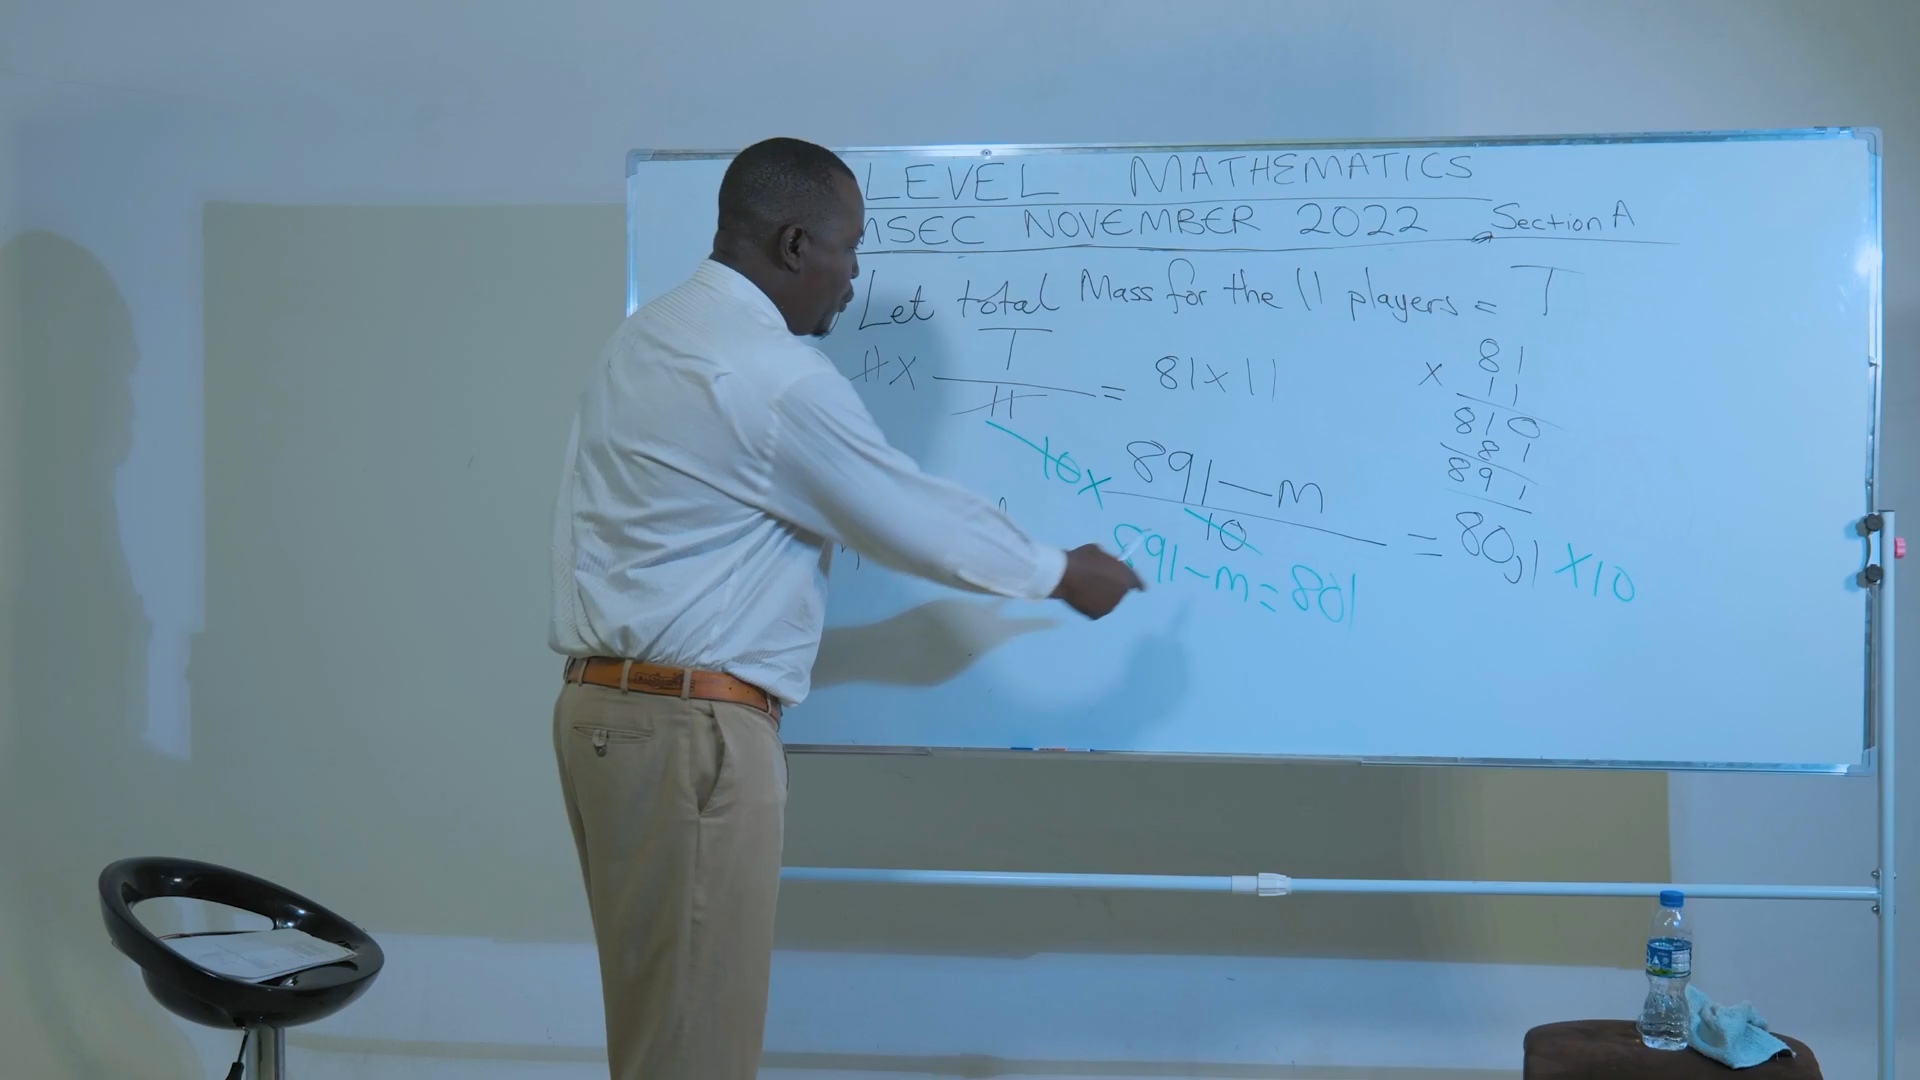 LEVEL MATHEMATICS
MSEC NOVEMBER 2022 Section A
Let total Mass for the 11 players = T
11 X T / 11 = 81 X 11
X 81
11
810
81
891
10 X 891 - m / 10 = 80,1 X 10
891 - m = 801